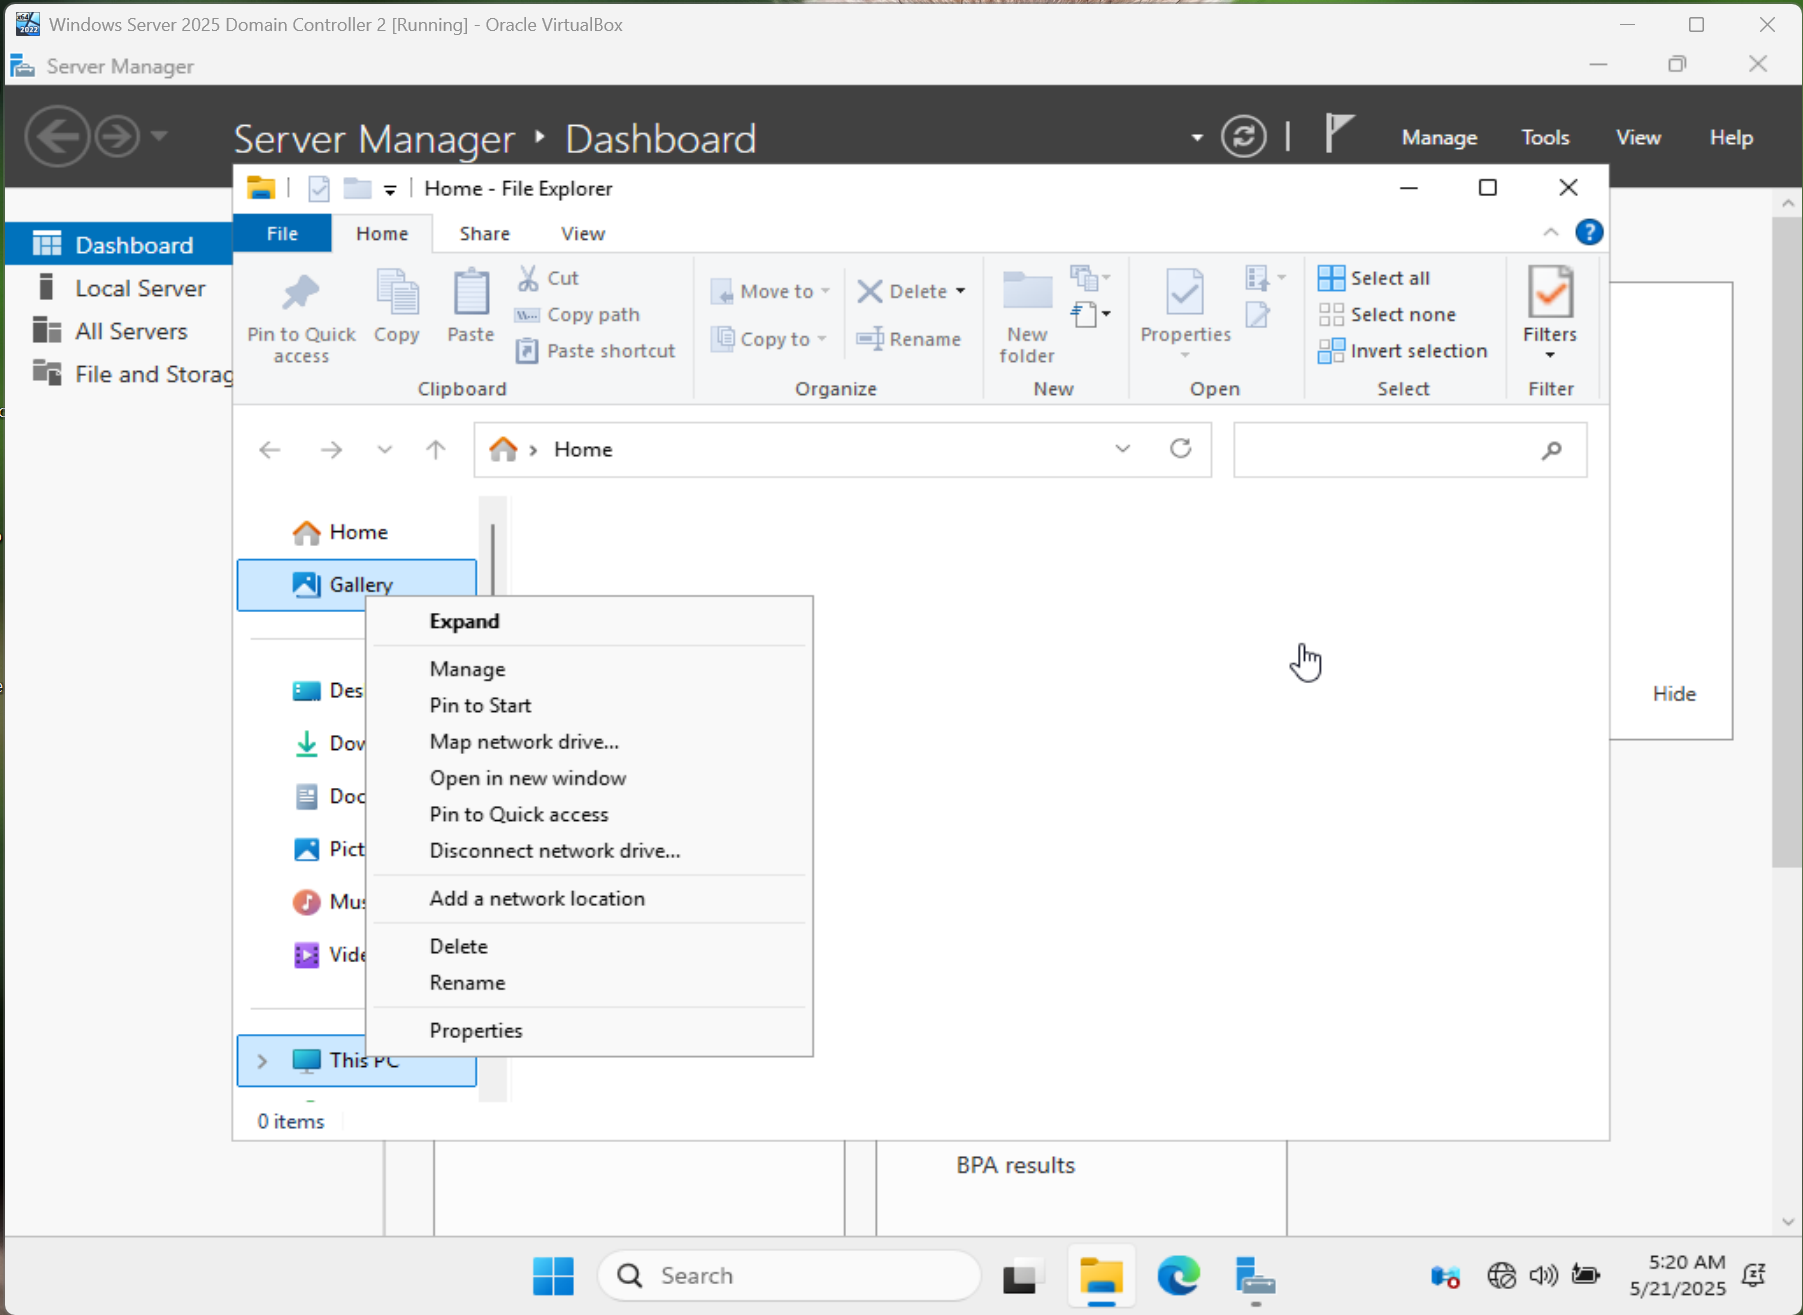 Windows Server 2025 Domain Controller 2 [Running] - Oracle VirtualBox
Server Manager
Server Manager Dashboard
Manage Tools View Help
Home - File Explorer
File Home Share View
Dashboard
Local Server
All Servers
File and Storag
Pin to Quick access
Copy
Paste
Cut
Copy path
Paste shortcut
Clipboard
Move to
Copy to
Delete
Rename
Organize
New folder
New
Properties
Open
Select all
Select none
Invert selection
Select
Filters
Filter
Home
Home
Gallery
Des
Dov
Doc
Pict
Mus
Vide
This PC
Expand
Manage
Pin to Start
Map network drive...
Open in new window
Pin to Quick access
Disconnect network drive...
Add a network location
Delete
Rename
Properties
Hide
0 items
BPA results
Search
5:20 AM
5/21/2025